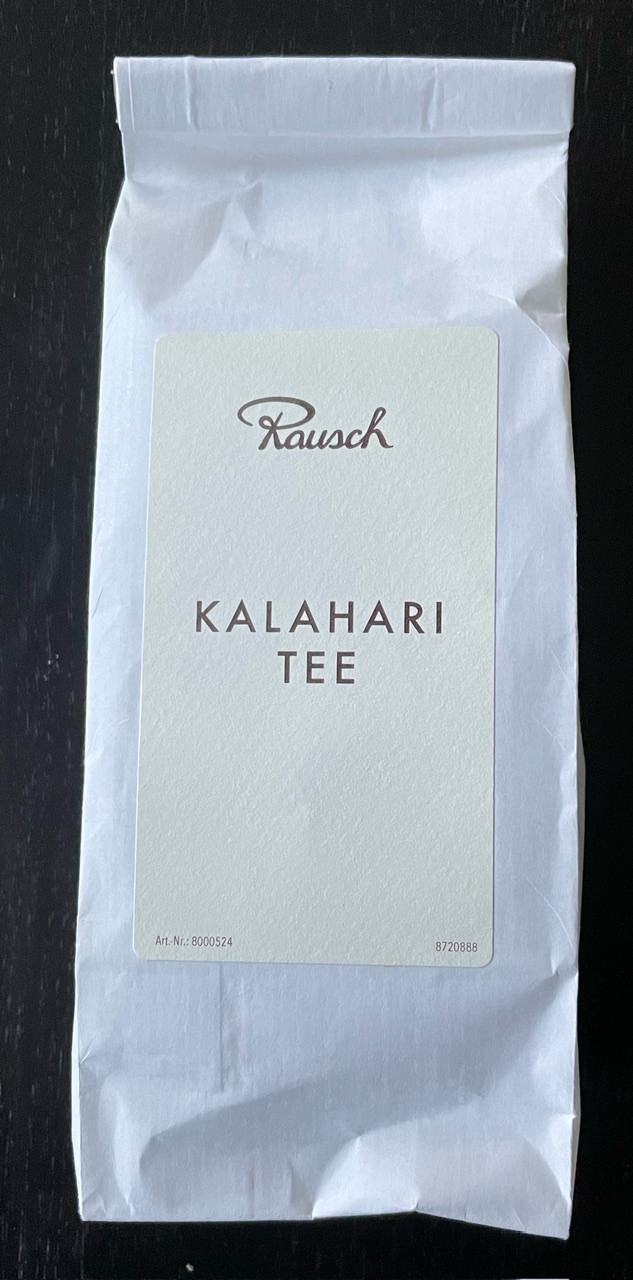 Rausch
KALAHARI
TEE
Art.-Nr.: 8000524
8720888